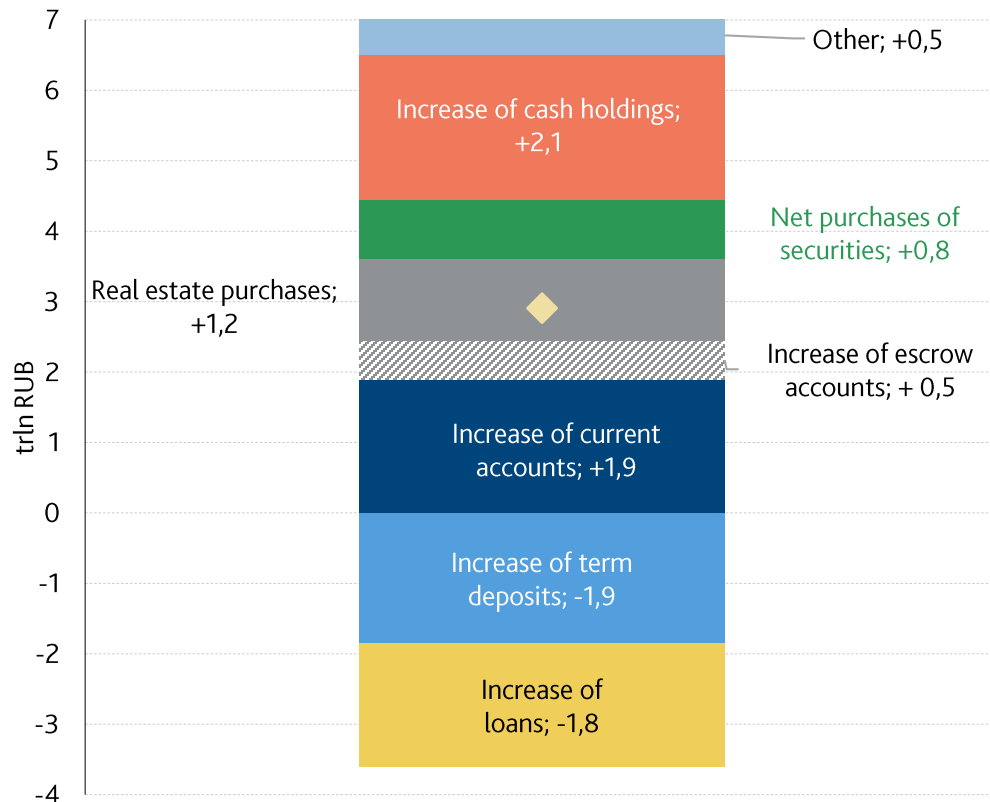 7
Other; +0,5
6
Increase of cash holdings;
+2,1
5
4
Net purchases of
securities; +0,8
Real estate purchases;
+1,2
3
Increase of escrow
accounts; + 0,5
2
trln RUB
1
Increase of current
accounts; +1,9
0
Increase of term
deposits; -1,9
-1
-2
Increase of
loans; -1,8
-3
-4